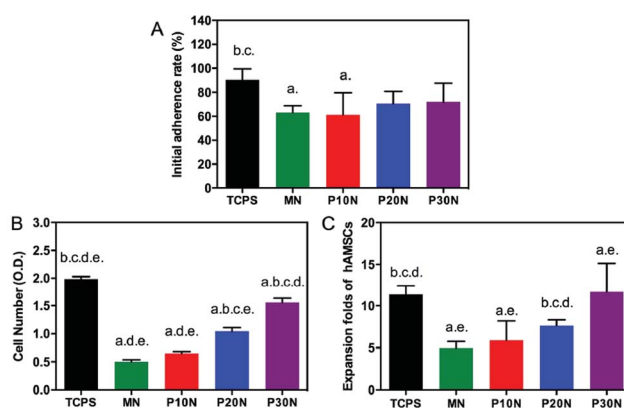 A
Initial adherence rate (%)
140
120
100
80
60
40
20
0
b.c.
a.
a.
TCPS MN P10N P20N P30N
B
Cell Number (O.D.)
3.0
2.5
2.0
1.5
1.0
0.5
0.0
b.c.d.e.
a.d.e.
a.d.e.
a.b.c.e.
a.b.c.d.
TCPS MN P10N P20N P30N
C
Expansion folds of hAMSCs
20
15
10
5
0
b.c.d.
a.e.
a.e.
b.c.d.
a.e.
TCPS MN P10N P20N P30N